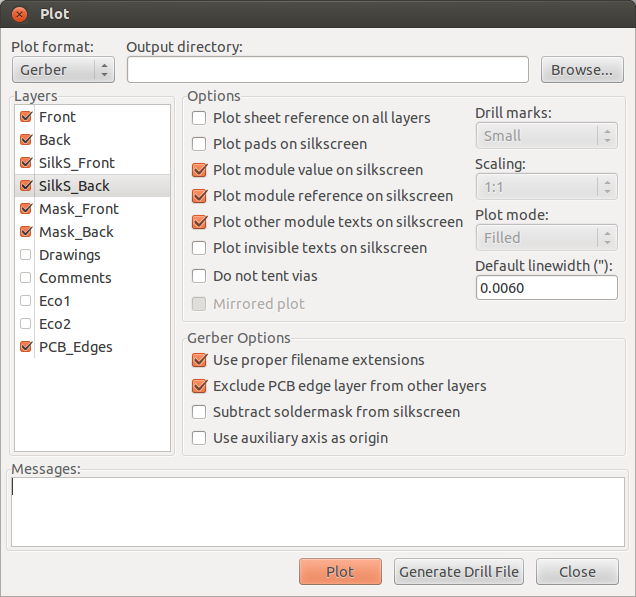 Plot
Plot format:
Output directory:
Gerber
Browse...
Layers
Front
Back
SilkS_Front
SilkS_Back
Mask_Front
Mask_Back
Drawings
Comments
Eco1
Eco2
PCB_Edges
Options
Plot sheet reference on all layers
Plot pads on silkscreen
Plot module value on silkscreen
Plot module reference on silkscreen
Plot other module texts on silkscreen
Plot invisible texts on silkscreen
Do not tent vias
Mirrored plot
Drill marks:
Small
Scaling:
1:1
Plot mode:
Filled
Default linewidth ("):
0.0060
Gerber Options
Use proper filename extensions
Exclude PCB edge layer from other layers
Subtract soldermask from silkscreen
Use auxiliary axis as origin
Messages:
Plot
Generate Drill File
Close